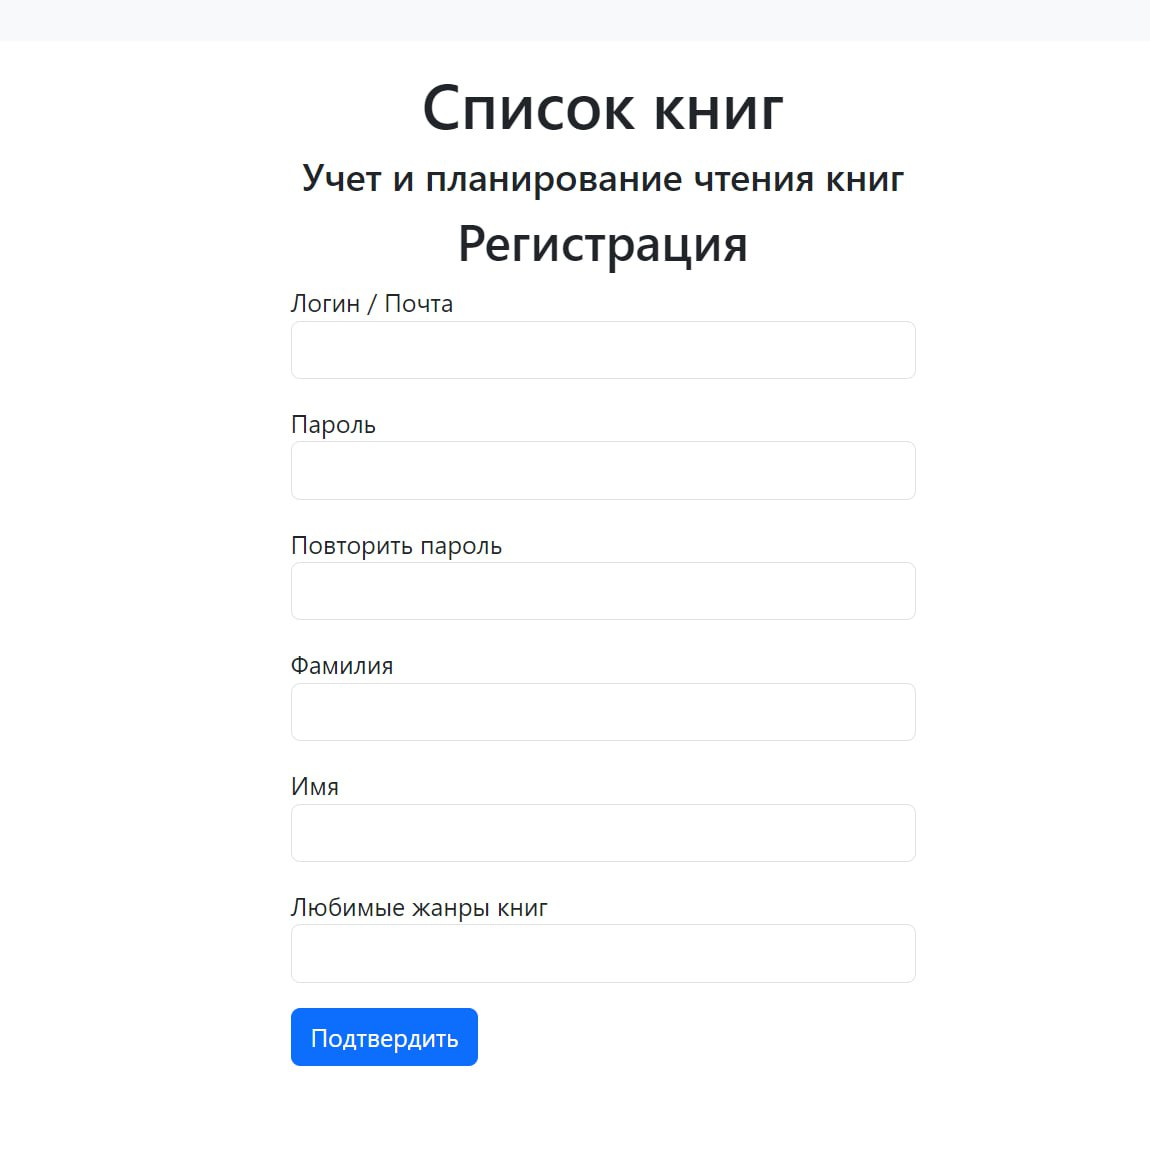 Список книг
Учет и планирование чтения книг
Регистрация
Логин / Почта
Пароль
Повторить пароль
Фамилия
Имя
Любимые жанры книг
Подтвердить